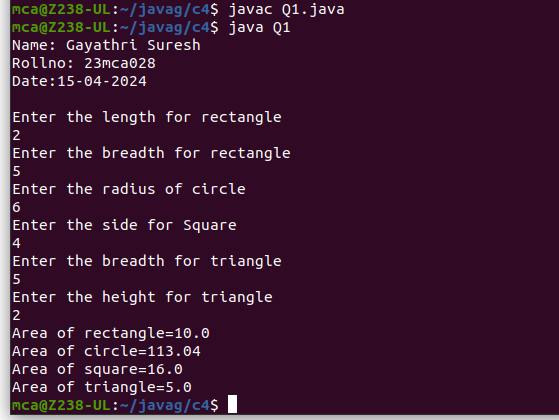 mca@Z238-UL:~/javag/c4$ javac Q1.java
mca@Z238-UL:~/javag/c4$ java Q1
Name: Gayathri Suresh
Rollno: 23mca028
Date:15-04-2024
Enter the length for rectangle
2
Enter the breadth for rectangle
5
Enter the radius of circle
6
Enter the side for Square
4
Enter the breadth for triangle
5
Enter the height for triangle
2
Area of rectangle=10.0
Area of circle=113.04
Area of square=16.0
Area of triangle=5.0
mca@Z238-UL:~/javag/c4$